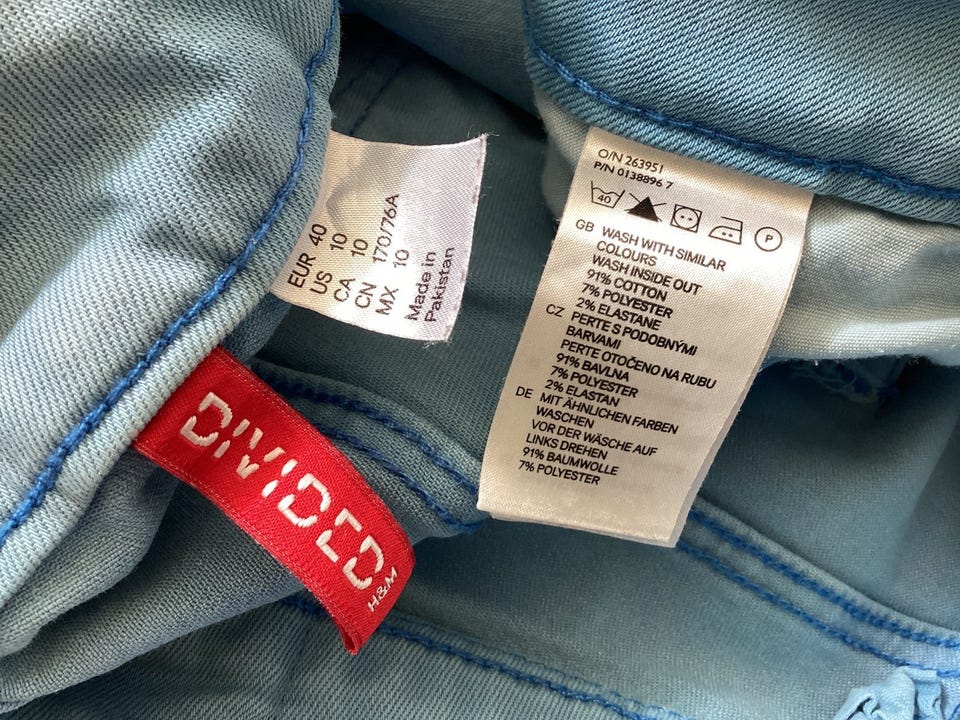 EUR 40
US 10
CA 10
CN 170/76A
MX 10
Made in
Pakistan
DIVIDED
H&M
O/N 263951
P/N 0138896 7
40
P
GB WASH WITH SIMILAR
COLOURS
WASH INSIDE OUT
91% COTTON
7% POLYESTER
2% ELASTANE
CZ PERTE S PODOBNÝMI
BARVAMI
PERTE OTOČENO NA RUBU
91% BAVLNA
7% POLYESTER
2% ELASTAN
DE MIT ÄHNLICHEN FARBEN
WASCHEN
VOR DER WÄSCHE AUF
LINKS DREHEN
91% BAUMWOLLE
7% POLYESTER